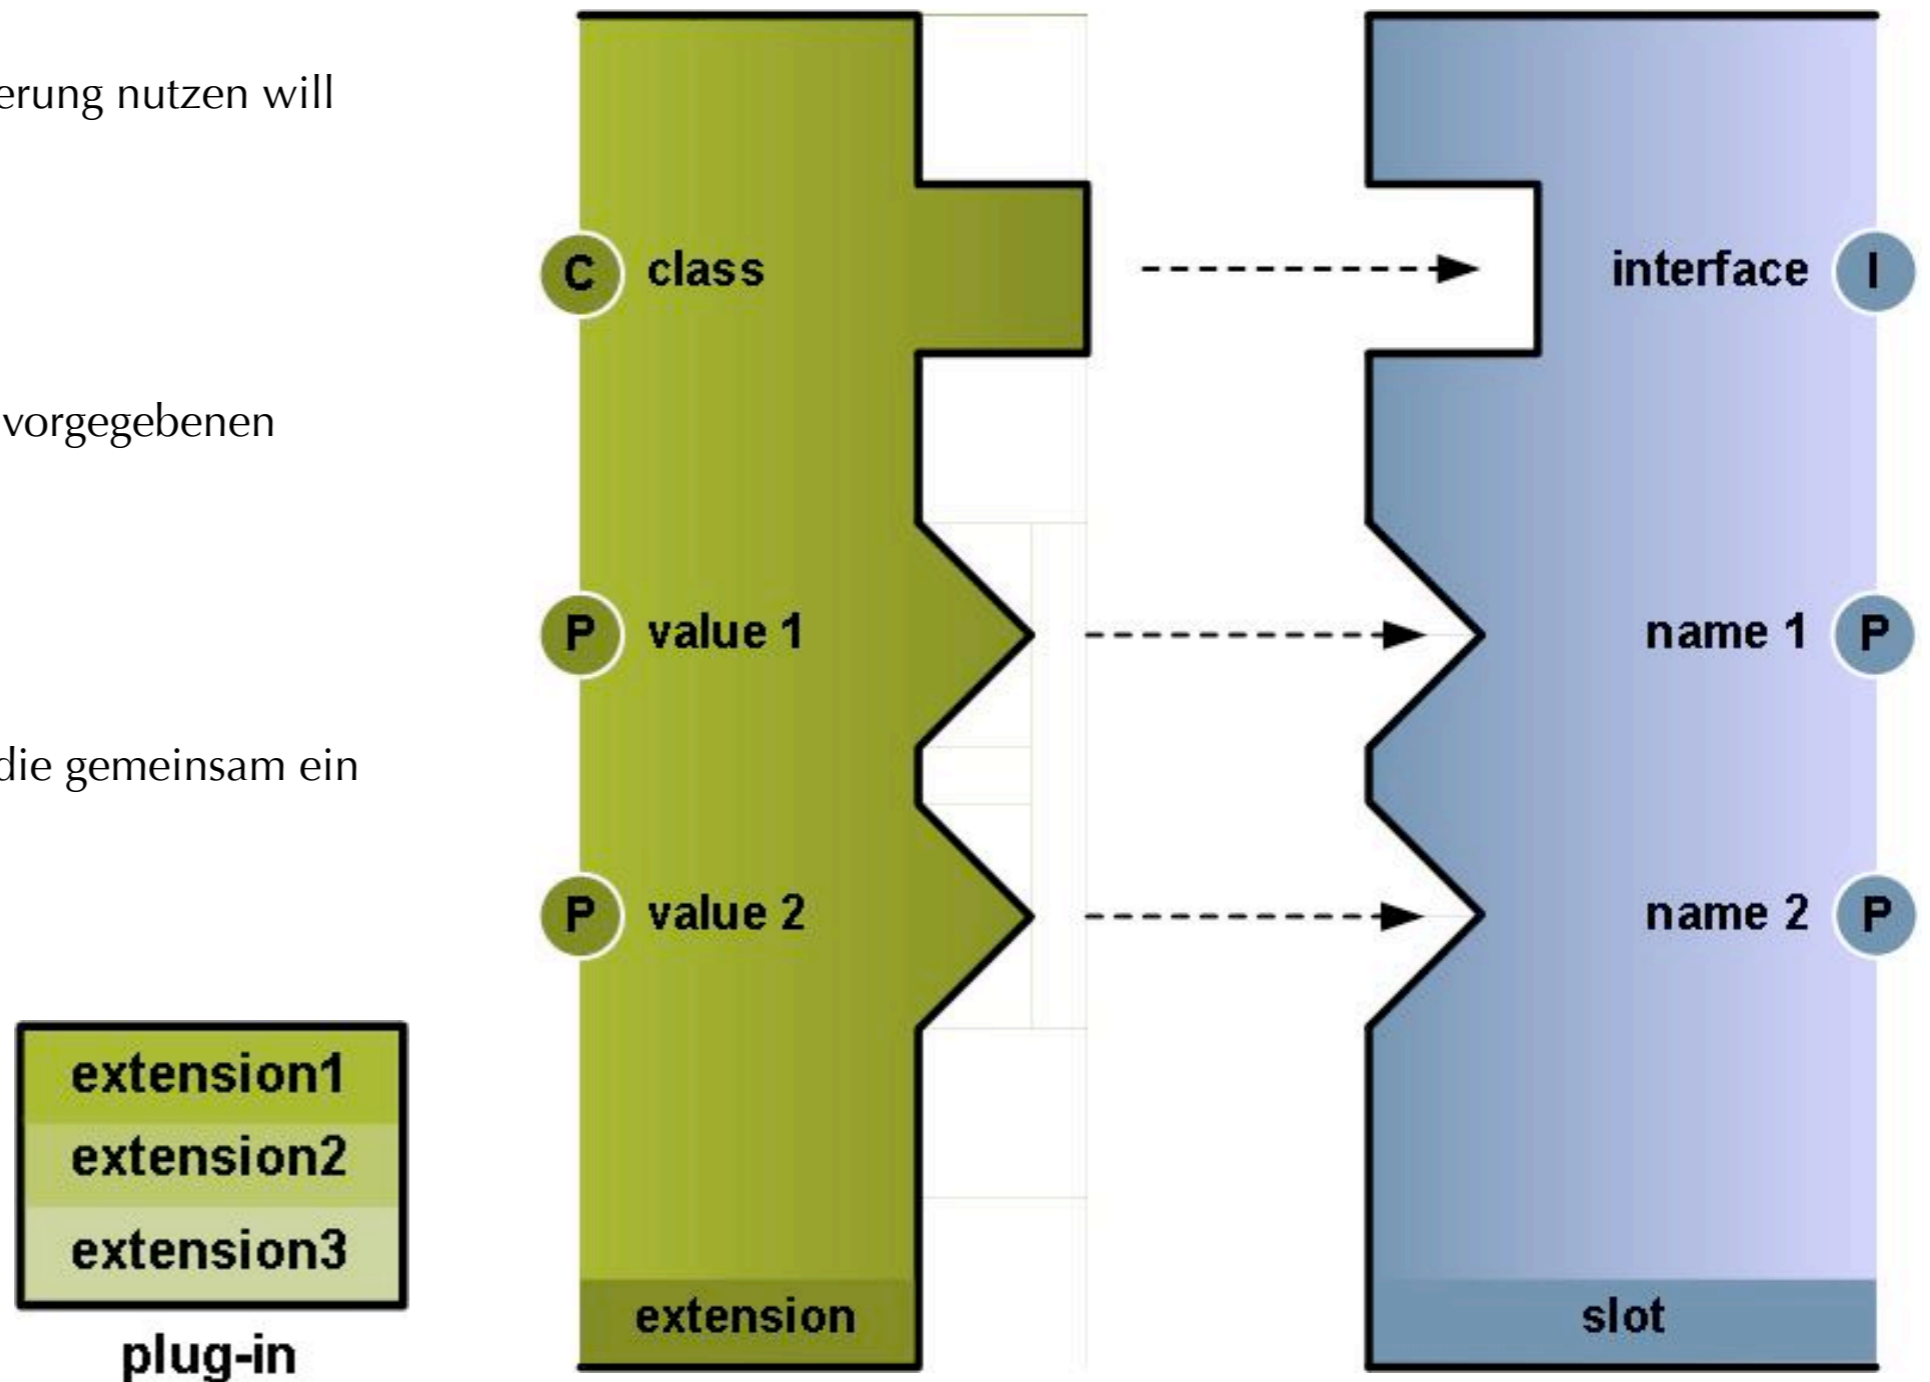 erung nutzen will
vorgegebenen
die gemeinsam ein
extension1
extension2
extension3
plug-in
C class
P value 1
P value 2
extension
interface I
name 1 P
name 2 P
slot